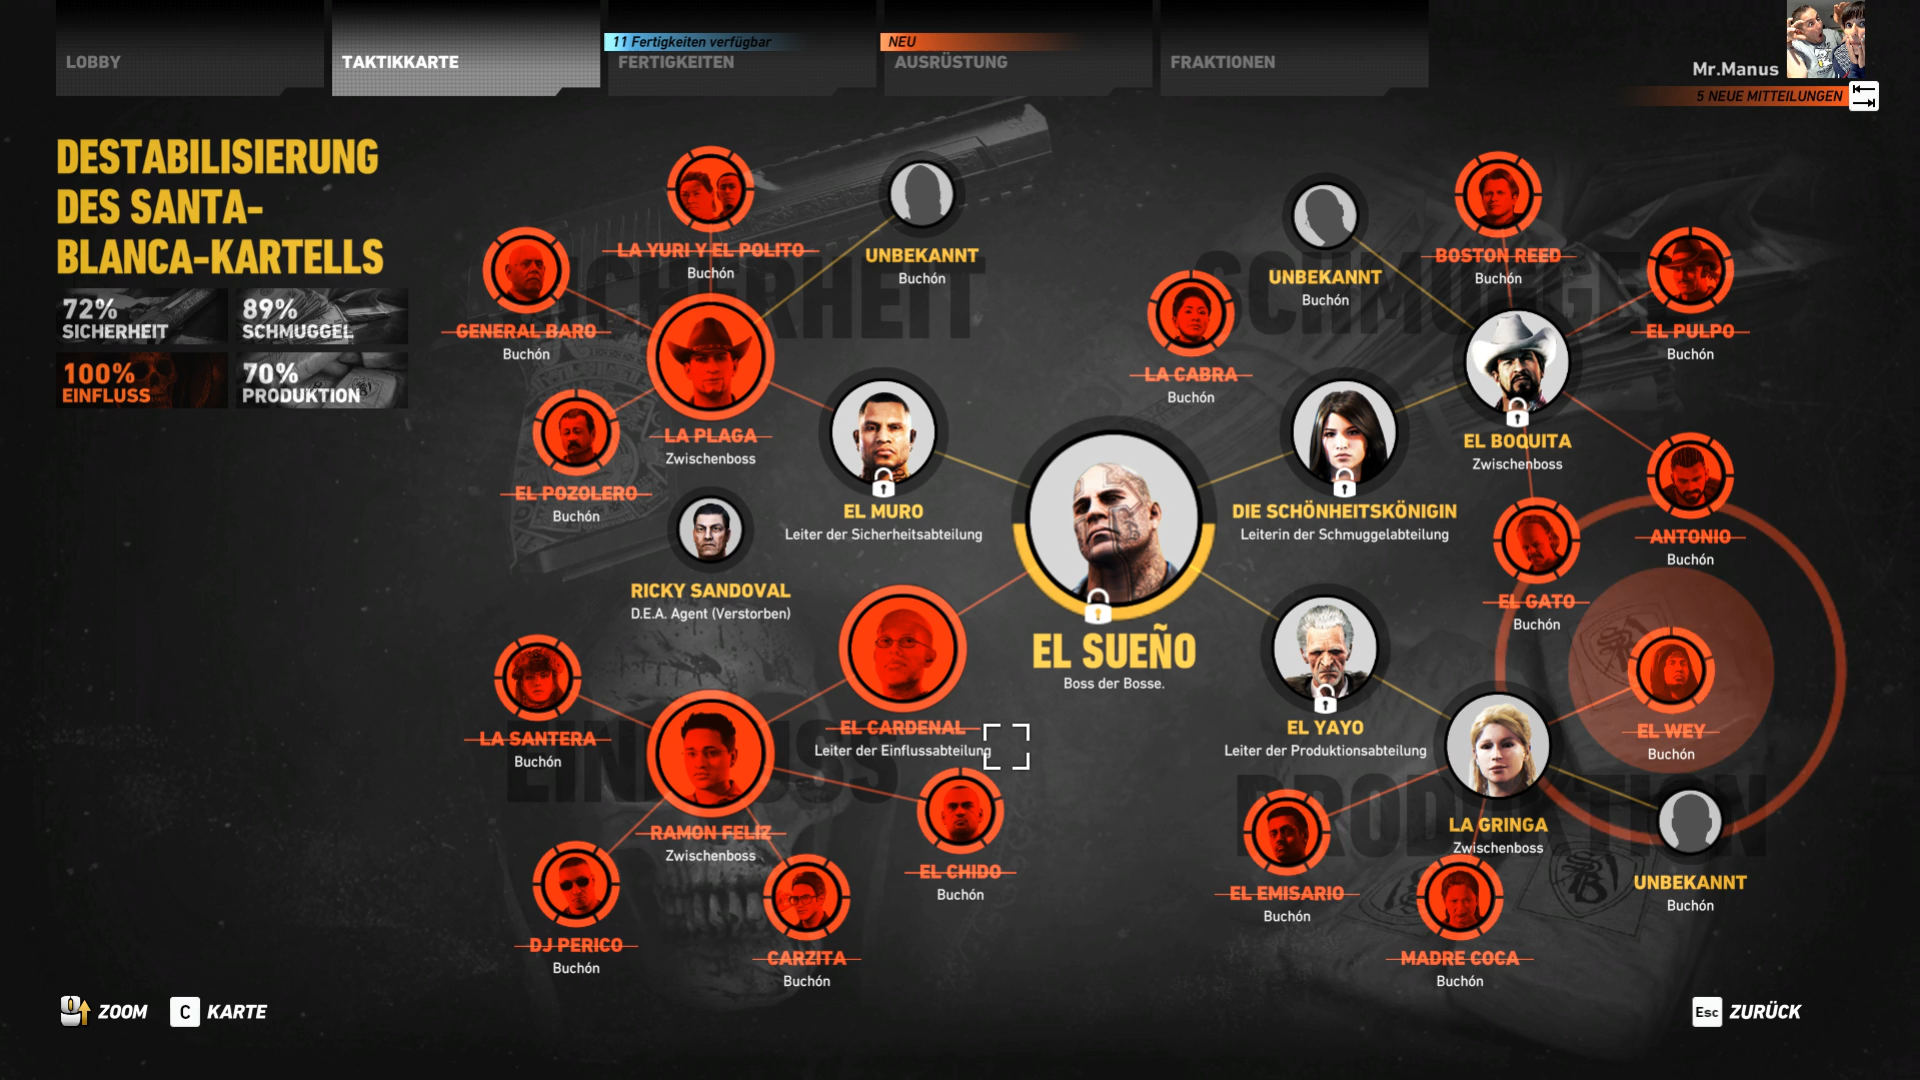 LOBBY
TAKTIKKARTE
11 Fertigkeiten verfügbar
FERTIGKEITEN
NEU
AUSRÜSTUNG
FRAKTIONEN
Mr.Manus
5 NEUE MITTEILUNGEN
DESTABILISIERUNG
DES SANTA-
BLANCA-KARTELLS
72%
SICHERHEIT
89%
SCHMUGGEL
100%
EINFLUSS
70%
PRODUKTION
SICHERHEIT
SCHMUGGEL
EINFLUSS
PRODUKTION
LA YURI Y EL POLITO
Buchón
UNBEKANNT
Buchón
GENERAL BARO
Buchón
LA PLAGA
Zwischenboss
EL POZOLERO
Buchón
EL MURO
Leiter der Sicherheitsabteilung
RICKY SANDOVAL
D.E.A. Agent (Verstorben)
UNBEKANNT
Buchón
BOSTON REED
Buchón
EL PULPO
Buchón
LA CABRA
Buchón
EL BOQUITA
Zwischenboss
DIE SCHÖNHEITSKÖNIGIN
Leiterin der Schmuggelabteilung
ANTONIO
Buchón
EL GATO
Buchón
EL SUEÑO
Boss der Bosse.
EL CARDENAL
Leiter der Einflussabteilung
LA SANTERA
Buchón
RAMON FELIZ
Zwischenboss
EL CHIDO
Buchón
DJ PERICO
Buchón
CARZITA
Buchón
EL YAYO
Leiter der Produktionsabteilung
EL WEY
Buchón
LA GRINGA
Zwischenboss
EL EMISARIO
Buchón
UNBEKANNT
Buchón
MADRE COCA
Buchón
ZOOM
C KARTE
Esc ZURÜCK